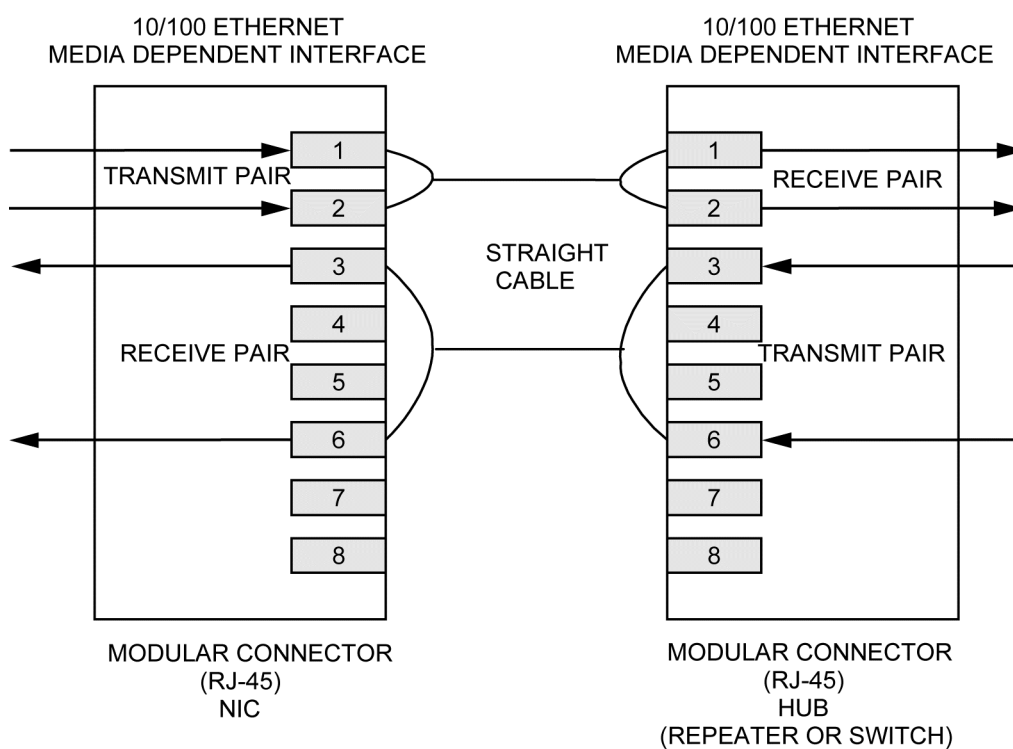 10/100 ETHERNET
MEDIA DEPENDENT INTERFACE
10/100 ETHERNET
MEDIA DEPENDENT INTERFACE
1
TRANSMIT PAIR
2
3
4
RECEIVE PAIR
5
6
7
8
STRAIGHT
CABLE
1
RECEIVE PAIR
2
3
4
TRANSMIT PAIR
5
6
7
8
MODULAR CONNECTOR
(RJ-45)
NIC
MODULAR CONNECTOR
(RJ-45)
HUB
(REPEATER OR SWITCH)